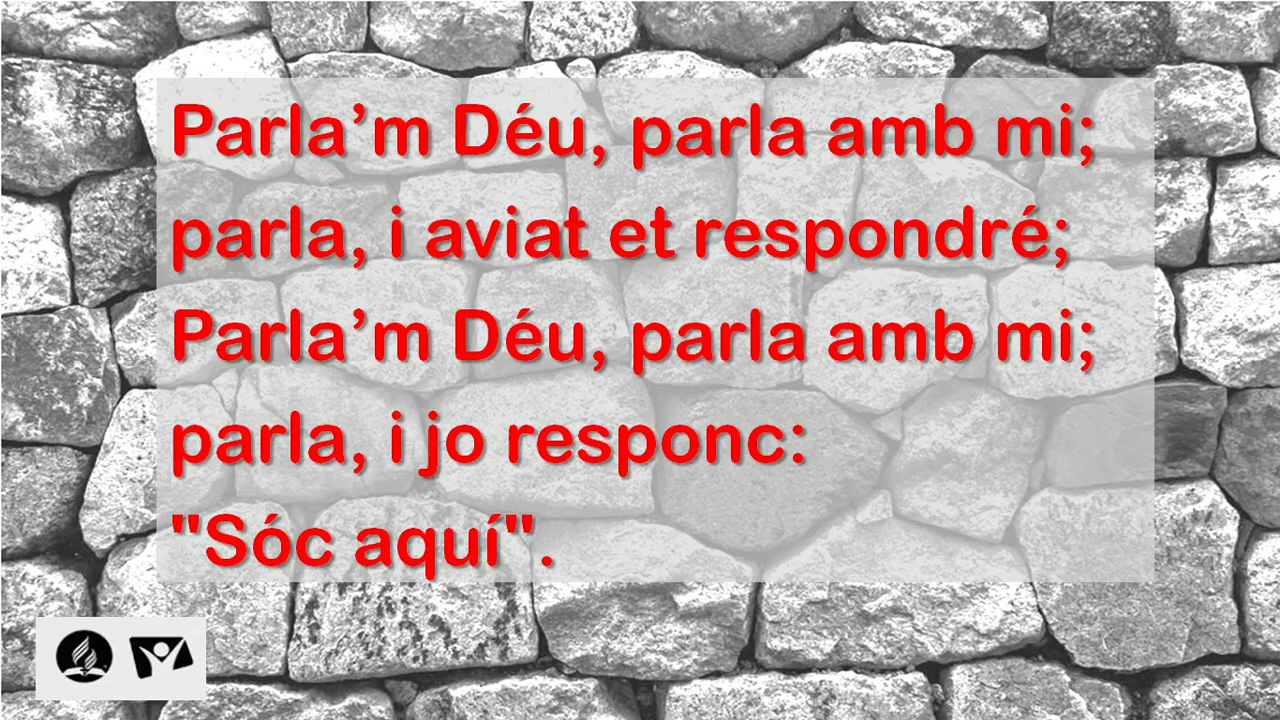 Parla’m Déu, parla amb mi;
parla, i aviat et respondré;
Parla’m Déu, parla amb mi;
parla, i jo responc:
"Sóc aquí".